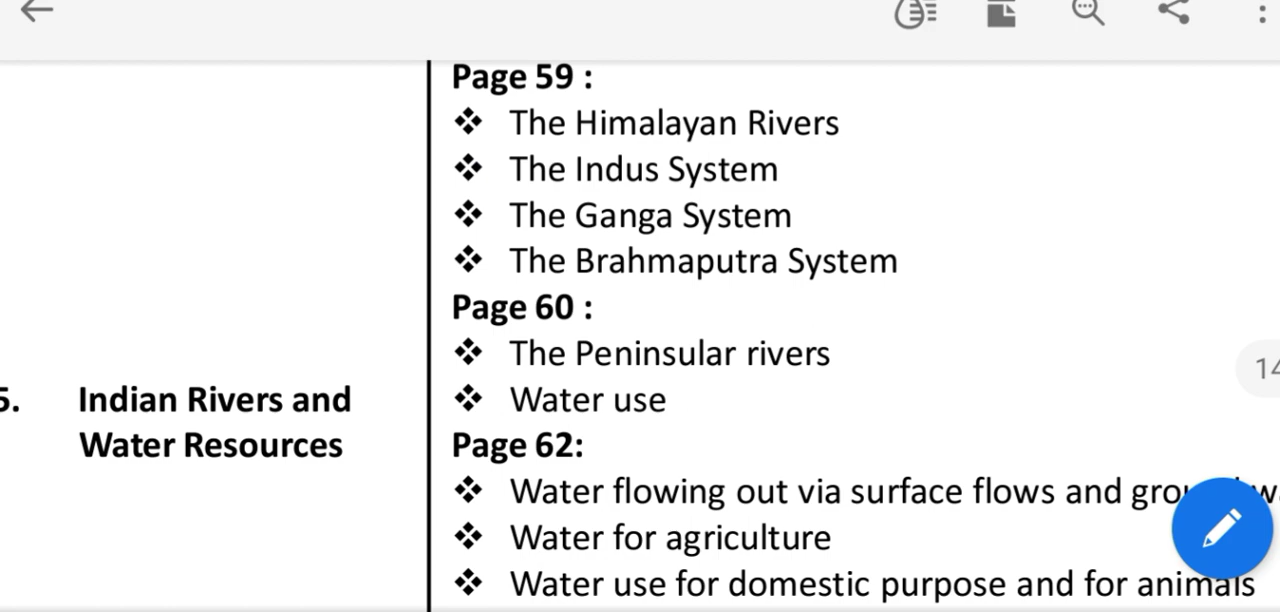 Page 59 :
❖ The Himalayan Rivers
❖ The Indus System
❖ The Ganga System
❖ The Brahmaputra System
Page 60 :
❖ The Peninsular rivers
❖ Water use
5. Indian Rivers and
Water Resources
Page 62:
❖ Water flowing out via surface flows and
❖ Water for agriculture
❖ Water use for domestic purpose and for animals
14